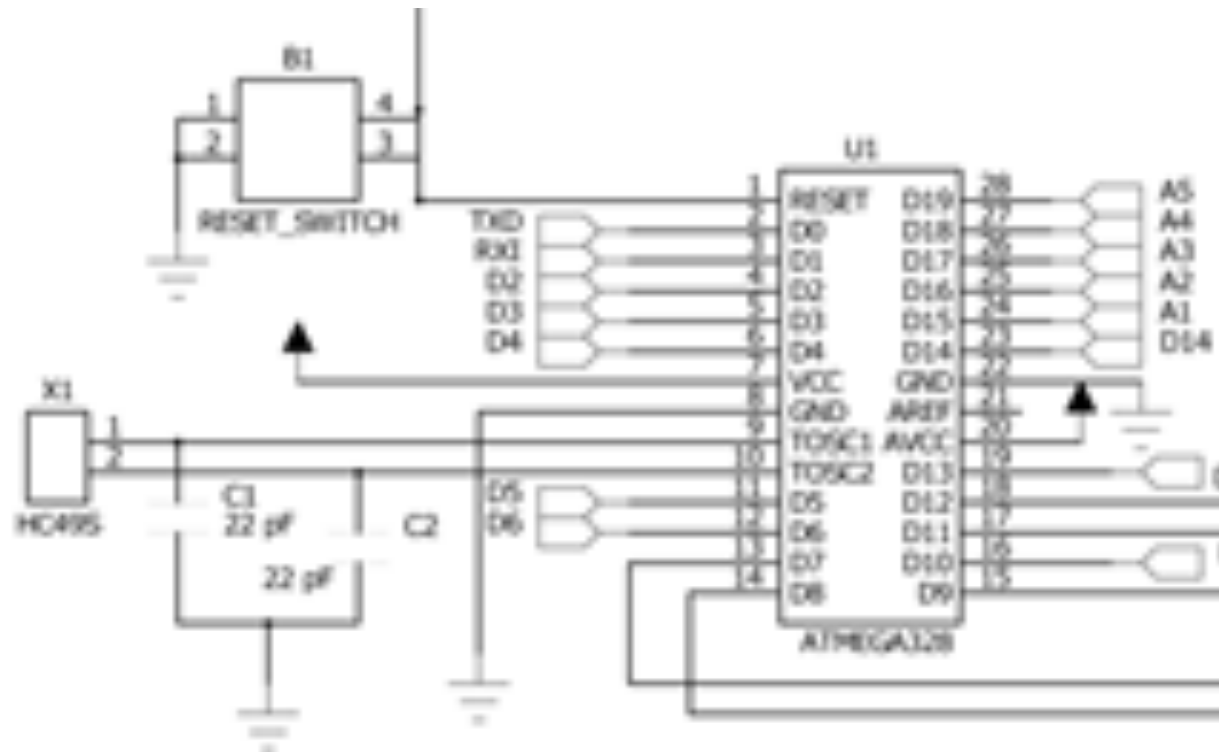 B1
1
4
2
3
RESET_SWITCH
U1
1 RESET D19 28 A5
TXD 2 D0 D18 27 A4
RXI 3 D1 D17 26 A3
D2 4 D2 D16 25 A2
D3 5 D3 D15 24 A1
D4 6 D4 D14 23 D14
7 VCC GND 22
8 GND AREF 21
X1
1 9 TOSC1 AVCC 20
2 10 TOSC2 D13 19
HC49S
D5 11 D5 D12 18
D6 12 D6 D11 17
13 D7 D10 16
14 D8 D9 15
C1
22 pF
C2
22 pF
ATMEGA328